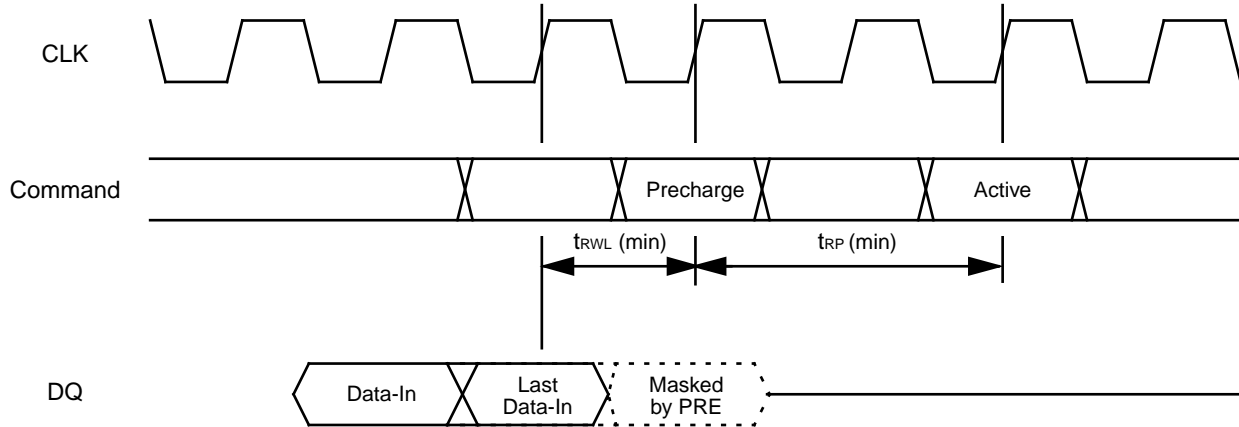 CLK
Command
Precharge
Active
tRWL (min)
tRP (min)
DQ
Data-In
Last
Data-In
Masked
by PRE